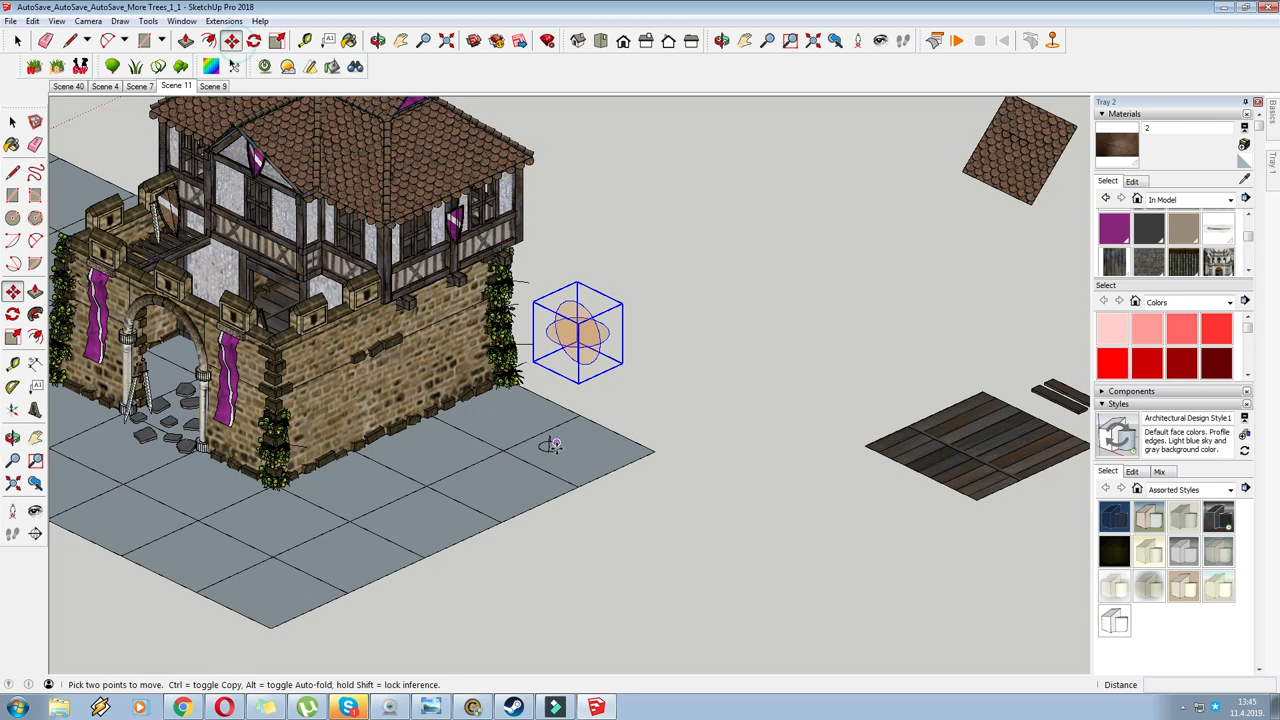 AutoSave_AutoSave_AutoSave_More Trees_1_1 - SketchUp Pro 2018
File Edit View Camera Draw Tools Window Extensions Help
Scene 40 Scene 4 Scene 7 Scene 11 Scene 9
Tray 2
Materials
2
Select Edit
In Model
Select
Colors
Components
Styles
Architectural Design Style1
Default face colors. Profile
edges. Light blue sky and
gray background color.
Select Edit Mix
Assorted Styles
Basics
Tray 1
Pick two points to move. Ctrl = toggle Copy, Alt = toggle Auto-fold, hold Shift = lock inference.
Distance
13:45
11.4.2019.